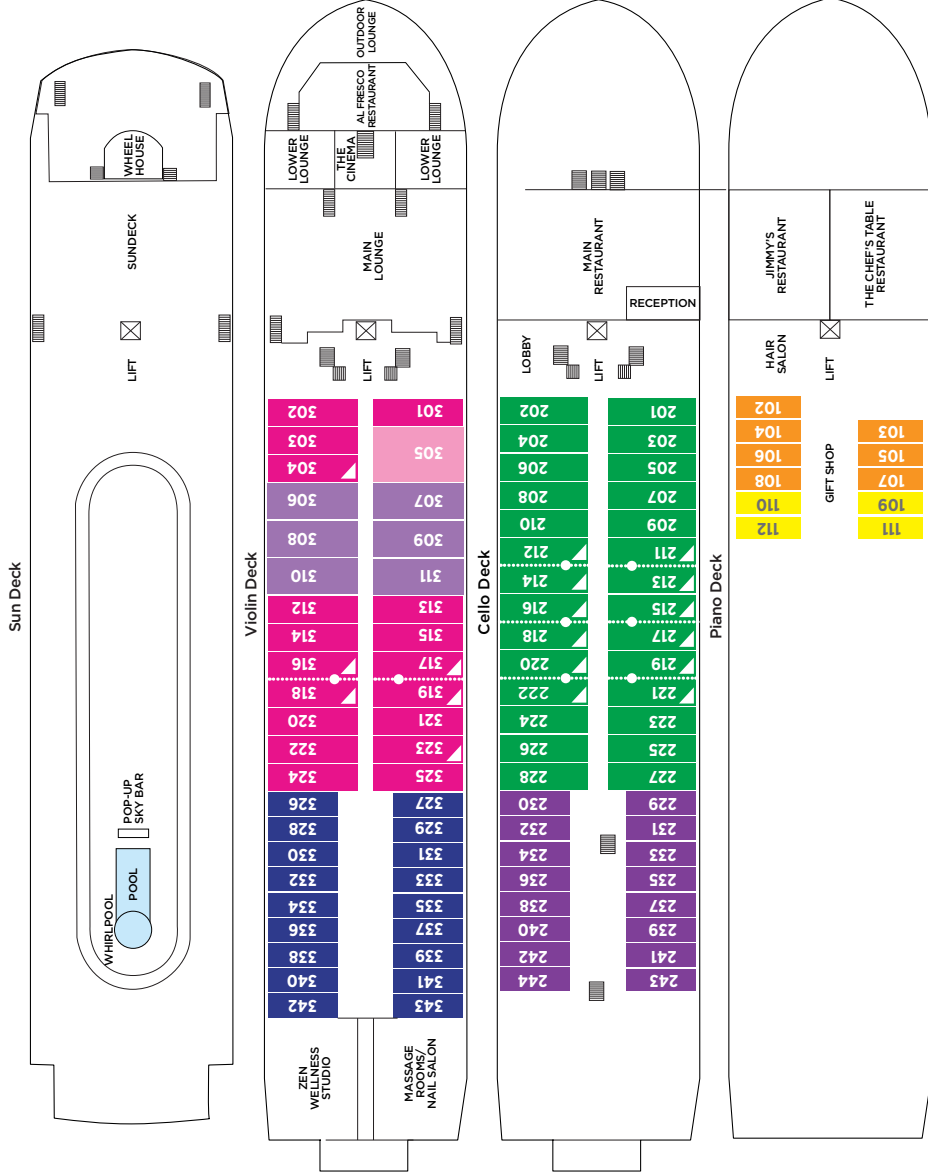 Sun Deck
WHEEL
HOUSE
SUNDECK
LIFT
POP-UP
SKY BAR
POOL
WHIRLPOOL
Violin Deck
OUTDOOR
LOUNGE
AL FRESCO
RESTAURANT
LOWER
LOUNGE
THE
CINEMA
LOWER
LOUNGE
MAIN
LOUNGE
LIFT
302
301
303
304
305
306
307
308
309
310
311
312
313
314
315
316
317
318
319
320
321
322
323
324
325
326
327
328
329
330
331
332
333
334
335
336
337
338
339
340
341
342
343
ZEN
WELLNESS
STUDIO
MASSAGE
ROOMS/
NAIL SALON
Cello Deck
MAIN
RESTAURANT
RECEPTION
LOBBY
LIFT
202
201
204
203
206
205
208
207
210
209
212
211
214
213
216
215
218
217
220
219
222
221
224
223
226
225
228
227
230
229
232
231
234
233
236
235
238
237
240
239
242
241
244
243
Piano Deck
JIMMY'S
RESTAURANT
THE CHEF'S TABLE
RESTAURANT
HAIR
SALON
LIFT
GIFT SHOP
102
104
103
106
105
108
107
110
109
112
111